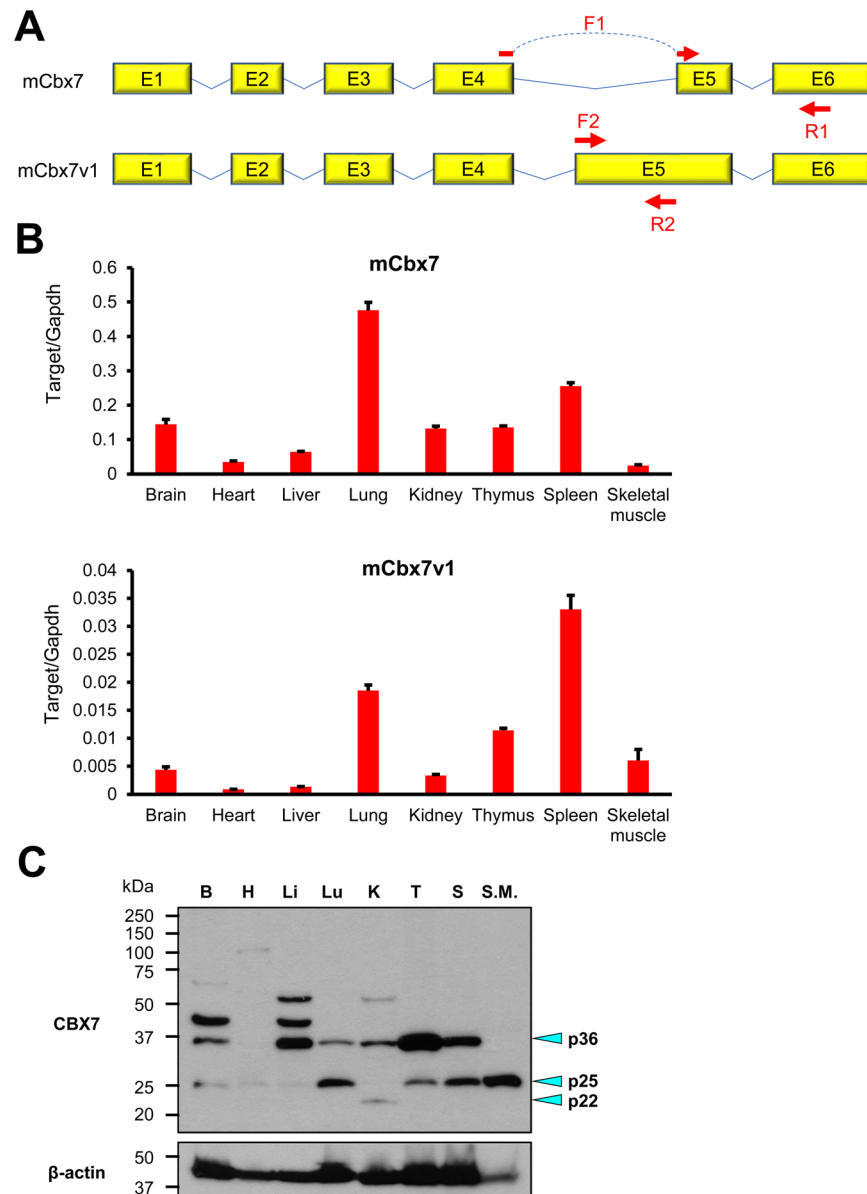 A
F1
mCbx7
E1 E2 E3 E4 E5 E6
F2
R1
mCbx7v1
E1 E2 E3 E4 E5 E6
R2
B
mCbx7
Target/Gapdh
0.6
0.5
0.4
0.3
0.2
0.1
0
Brain Heart Liver Lung Kidney Thymus Spleen Skeletal
muscle
mCbx7v1
Target/Gapdh
0.04
0.035
0.03
0.025
0.02
0.015
0.01
0.005
0
Brain Heart Liver Lung Kidney Thymus Spleen Skeletal
muscle
C
kDa B H Li Lu K T S S.M.
250
150
100
75
50
CBX7
37 p36
25 p25
p22
20
50
β-actin
37